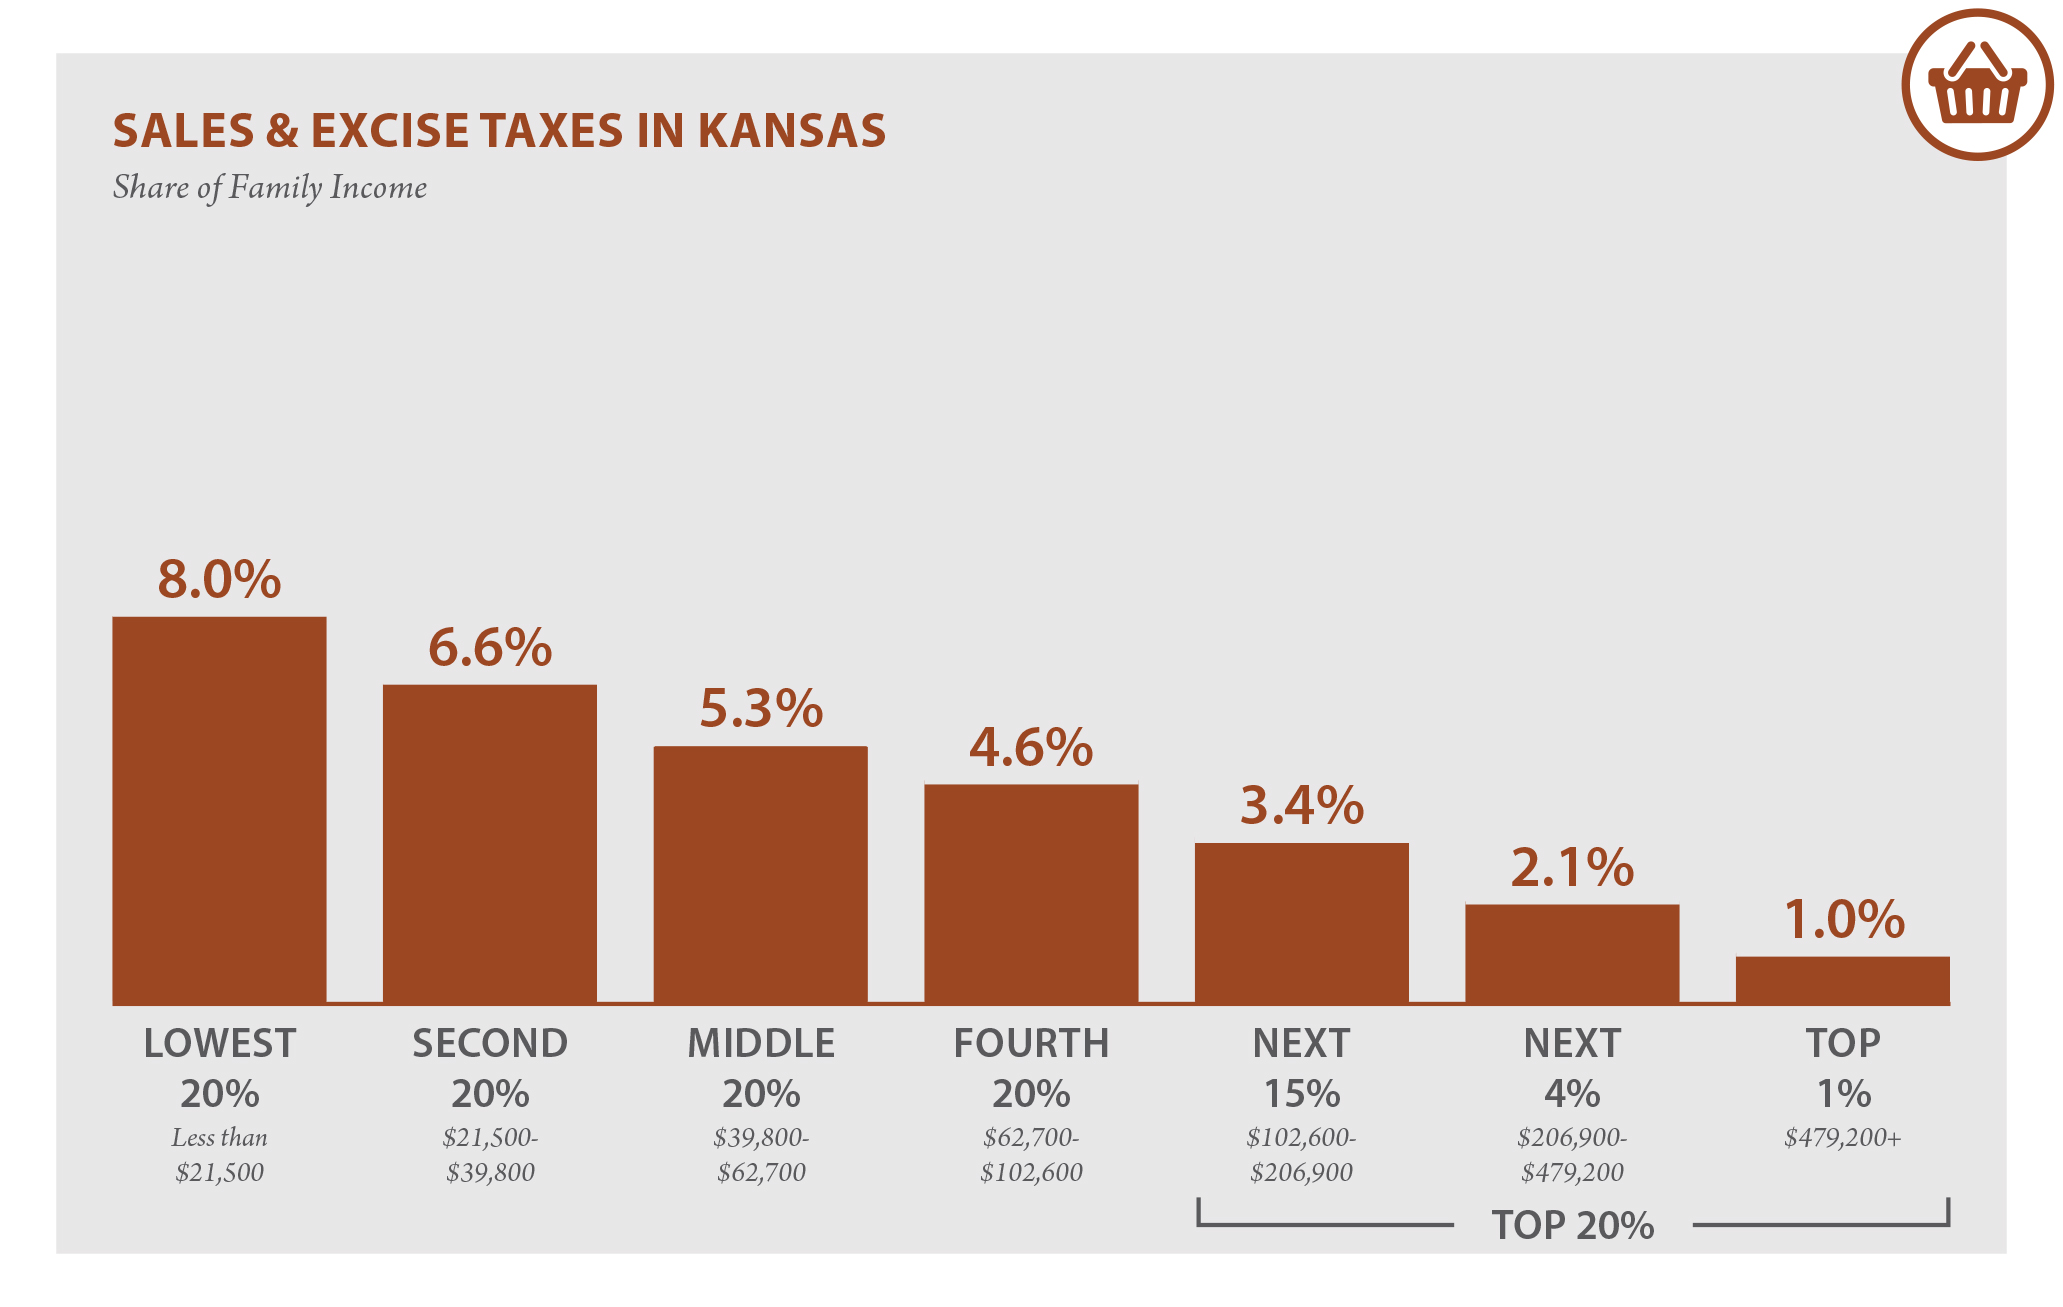 SALES & EXCISE TAXES IN KANSAS
Share of Family Income
8.0%
6.6%
5.3%
4.6%
3.4%
2.1%
1.0%
LOWEST
20%
Less than
$21,500
SECOND
20%
$21,500-
$39,800
MIDDLE
20%
$39,800-
$62,700
FOURTH
20%
$62,700-
$102,600
NEXT
15%
$102,600-
$206,900
NEXT
4%
$206,900-
$479,200
TOP
1%
$479,200+
TOP 20%